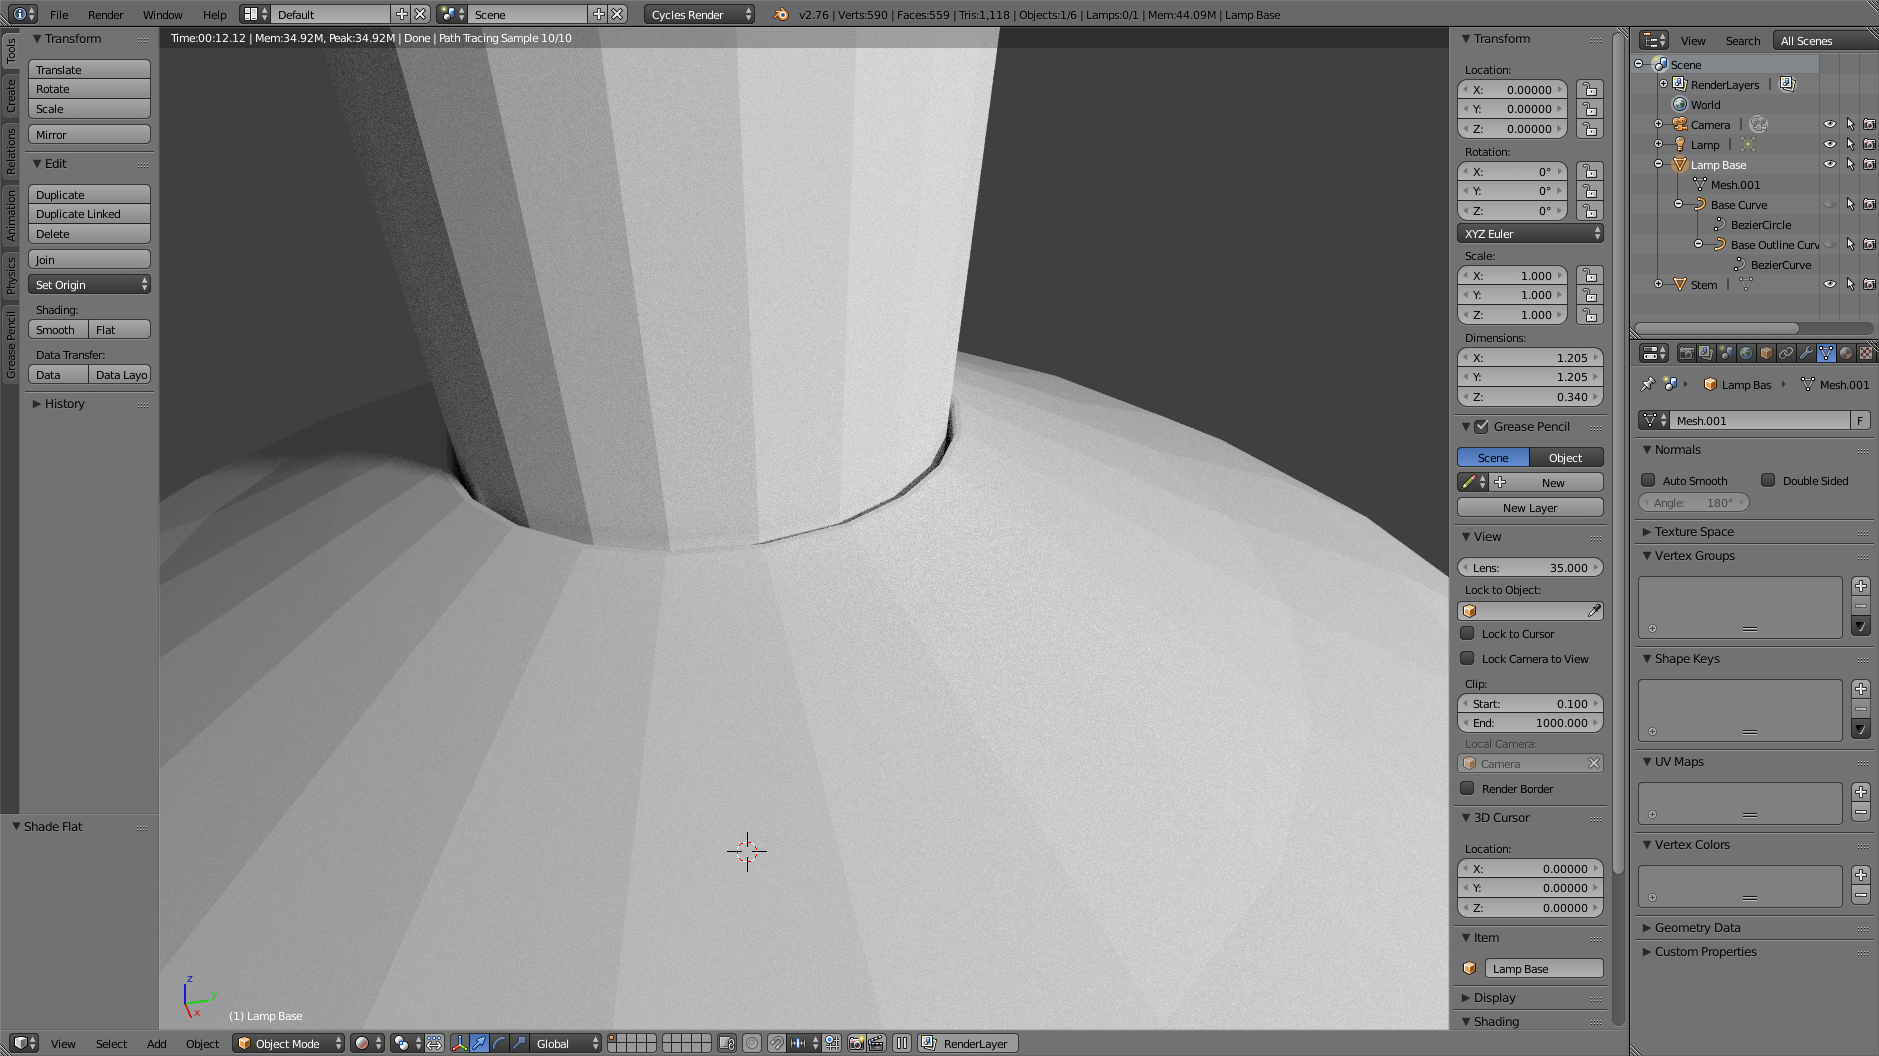 File Render Window Help Default Scene Cycles Render v2.76 | Verts:590 | Faces:559 | Tris:1,118 | Objects:1/6 | Lamps:0/1 | Mem:44.09M | Lamp Base
Time:00:12.12 | Mem:34.92M, Peak:34.92M | Done | Path Tracing Sample 10/10
Tools
Create
Relations
Animation
Physics
Grease Pencil
Transform
Translate
Rotate
Scale
Mirror
Edit
Duplicate
Duplicate Linked
Delete
Join
Set Origin
Shading:
Smooth Flat
Data Transfer:
Data Data Layo
History
Shade Flat
z
y
x
(1) Lamp Base
Transform
Location:
X: 0.00000
Y: 0.00000
Z: 0.00000
Rotation:
X: 0°
Y: 0°
Z: 0°
XYZ Euler
Scale:
X: 1.000
Y: 1.000
Z: 1.000
Dimensions:
X: 1.205
Y: 1.205
Z: 0.340
Grease Pencil
Scene Object
New
New Layer
View
Lens: 35.000
Lock to Object:
Lock to Cursor
Lock Camera to View
Clip:
Start: 0.100
End: 1000.000
Local Camera:
Camera
Render Border
3D Cursor
Location:
X: 0.00000
Y: 0.00000
Z: 0.00000
Item
Lamp Base
Display
Shading
View Search All Scenes
Scene
RenderLayers |
World
Camera |
Lamp |
Lamp Base
Mesh.001
Base Curve
BezierCircle
Base Outline Curv
BezierCurve
Stem |
Lamp Bas Mesh.001
Mesh.001 F
Normals
Auto Smooth Double Sided
Angle: 180°
Texture Space
Vertex Groups
Shape Keys
UV Maps
Vertex Colors
Geometry Data
Custom Properties
View Select Add Object Object Mode Global RenderLayer